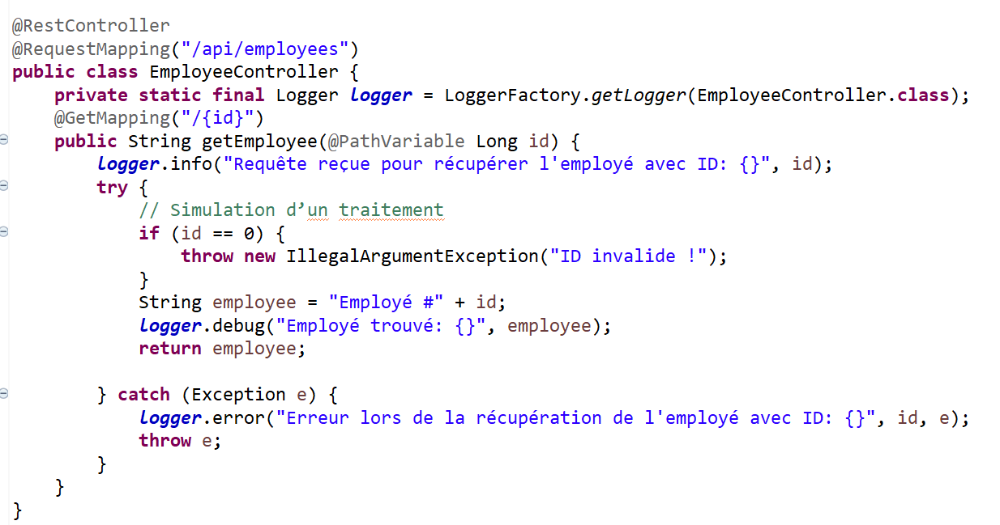 @RestController
@RequestMapping("/api/employees")
public class EmployeeController {
    private static final Logger logger = LoggerFactory.getLogger(EmployeeController.class);
    @GetMapping("/{id}")
    public String getEmployee(@PathVariable Long id) {
        logger.info("Requête reçue pour récupérer l'employé avec ID: {}", id);
        try {
            // Simulation d’un traitement
            if (id == 0) {
                throw new IllegalArgumentException("ID invalide !");
            }
            String employee = "Employé #" + id;
            logger.debug("Employé trouvé: {}", employee);
            return employee;

        } catch (Exception e) {
            logger.error("Erreur lors de la récupération de l'employé avec ID: {}", id, e);
            throw e;
        }
    }
}